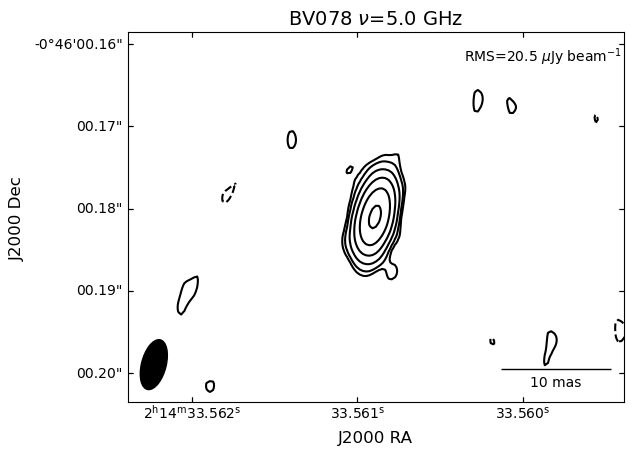 BV078 ν=5.0 GHz
RMS=20.5 μJy beam⁻¹
-0°46'00.16"
00.17"
00.18"
00.19"
00.20"
J2000 Dec
10 mas
2ʰ14ᵐ33.562ˢ 33.561ˢ 33.560ˢ
J2000 RA